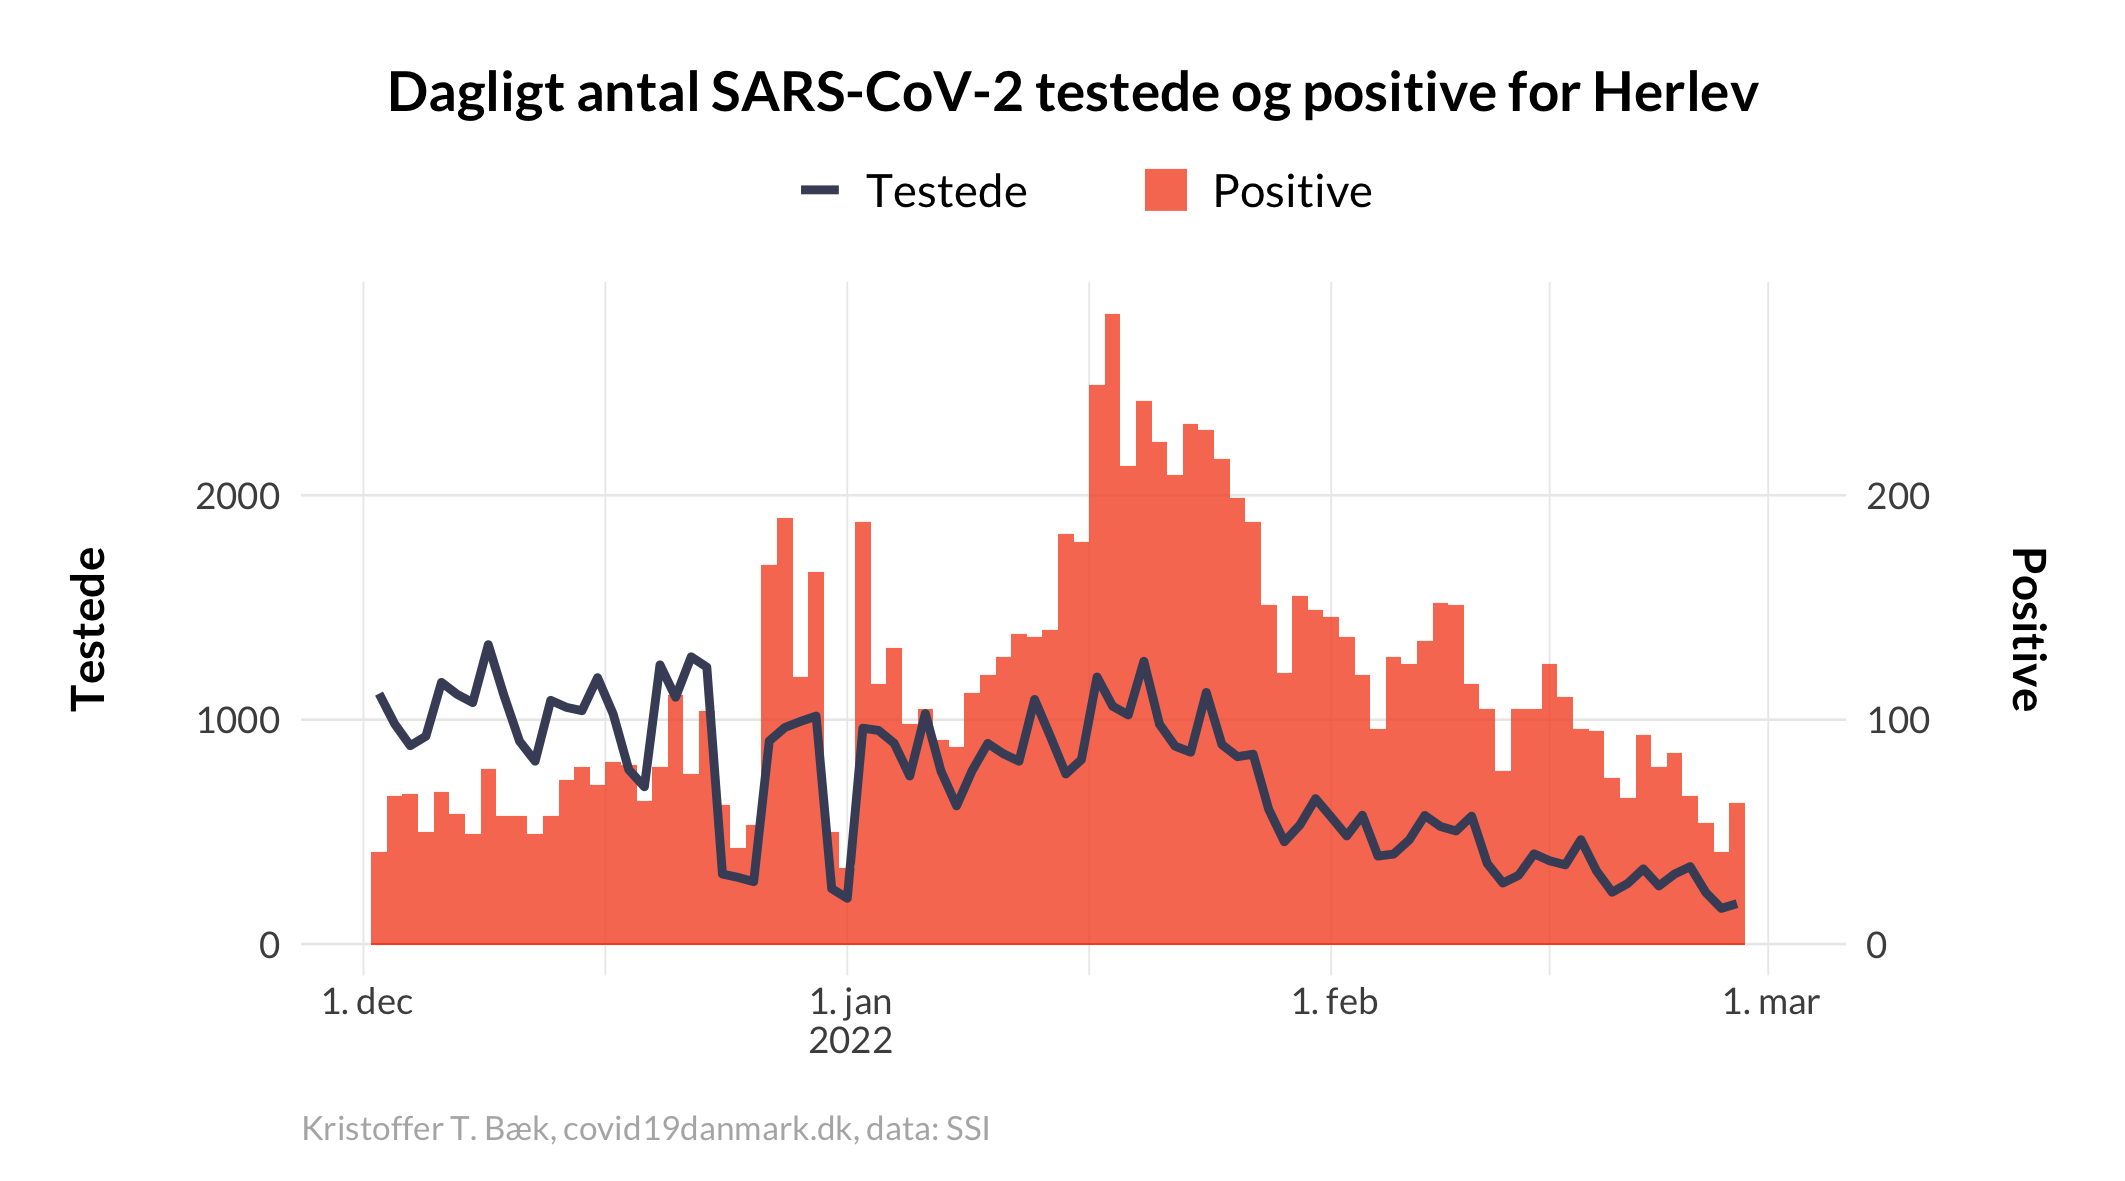 Dagligt antal SARS-CoV-2 testede og positive for Herlev
Testede
Positive
Testede
2000
1000
0
200
100
0
Positive
1. dec
1. jan
2022
1. feb
1. mar
Kristoffer T. Bæk, covid19danmark.dk, data: SSI